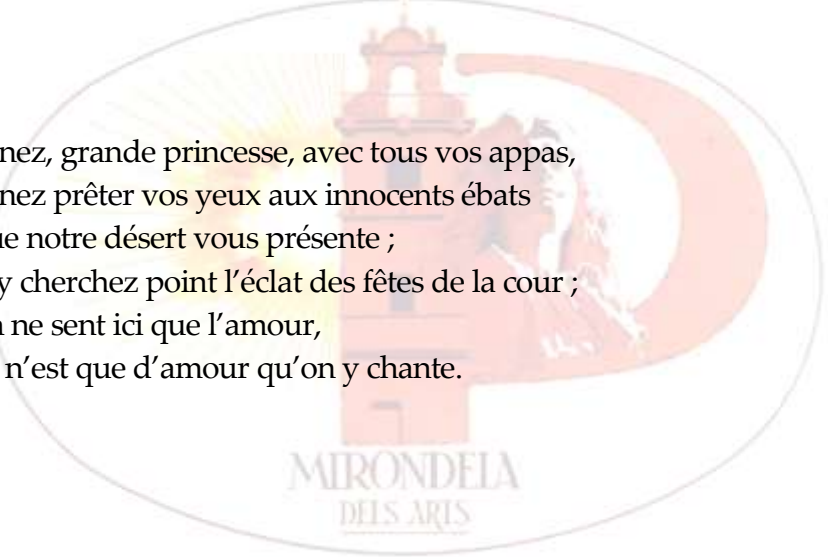 nez, grande princesse, avec tous vos appas,
nez prêter vos yeux aux innocents ébats
ue notre désert vous présente ;
y cherchez point l’éclat des fêtes de la cour ;
n ne sent ici que l’amour,
n’est que d’amour qu’on y chante.
MIRONDELA
DELS ARTS